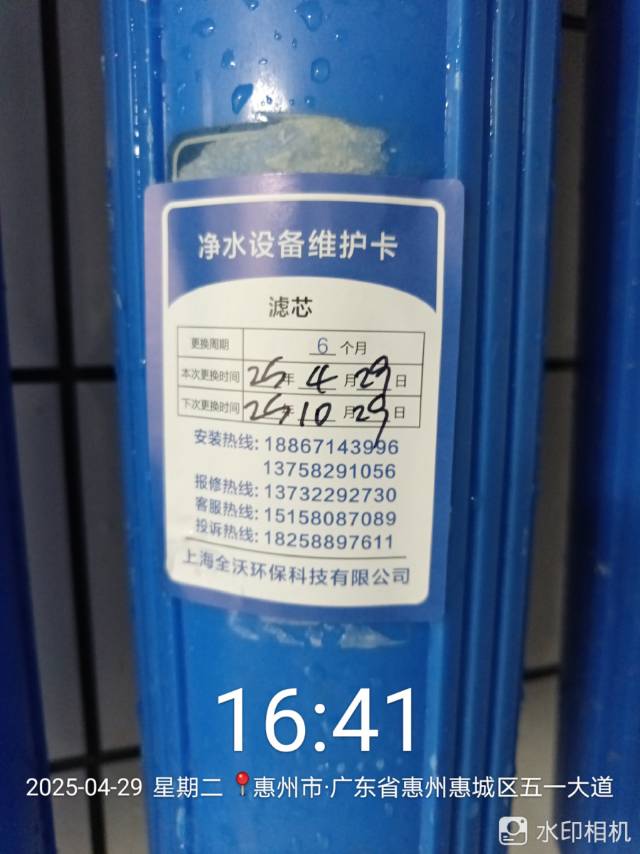 净水设备维护卡
滤芯
更换周期 6 个月
本次更换时间 25年 4 月 29 日
下次更换时间 25年 10 月 29 日
安装热线: 18867143996
13758291056
报修热线: 13732292730
客服热线: 15158087089
投诉热线: 18258897611
上海全沃环保科技有限公司
16:41
2025-04-29 星期二 惠州市·广东省惠州惠城区五一大道
水印相机